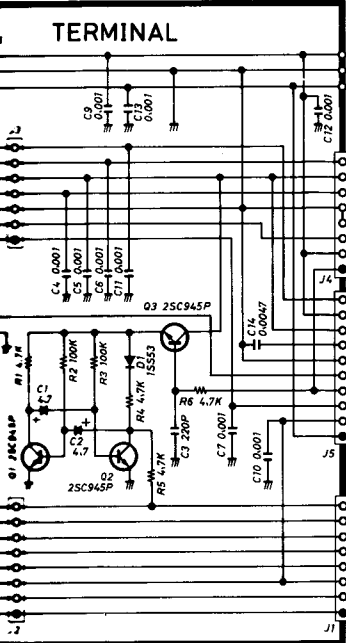 TERMINAL
C9 0.001
C13 0.001
C12 0.001
C4 0.001
C5 0.001
C6 0.001
C11 0.001
J4
Q3 2SC945P
C14 0.0047
R1 4.7K
R2 100K
R3 100K
D1 1S53
R4 4.7K
R6 4.7K
C1 4.7
+
C2 4.7
+
C3 220P
C7 0.001
C10 0.001
J5
Q1 2SC945P
Q2 2SC945P
R5 4.7K
J1